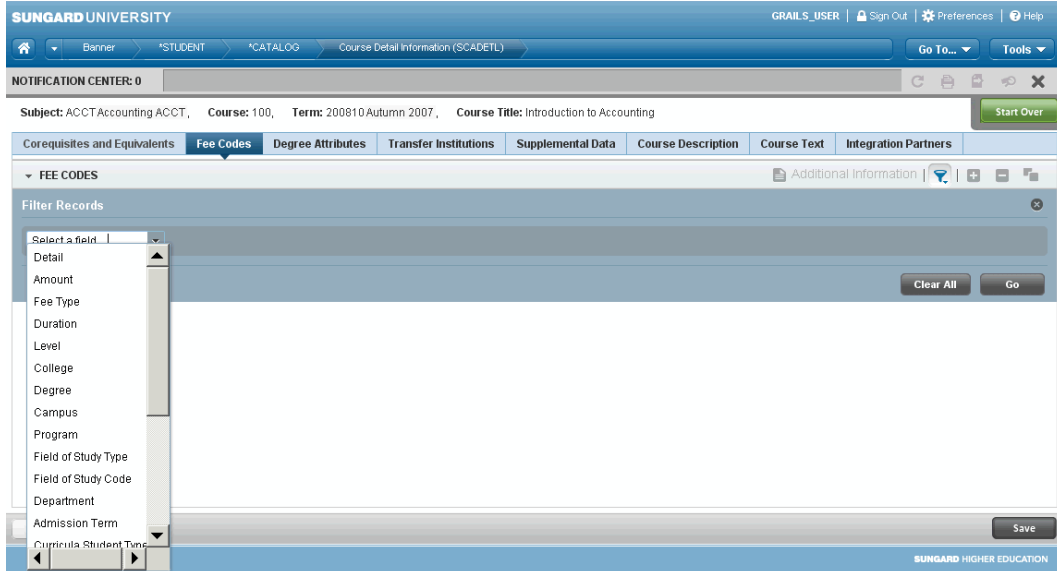 SUNGARD UNIVERSITY
GRAILS_USER | Sign Out | Preferences | Help
Banner *STUDENT *CATALOG Course Detail Information (SCADETL) Go To... Tools
NOTIFICATION CENTER: 0
Subject: ACCT Accounting ACCT, Course: 100, Term: 200810 Autumn 2007, Course Title: Introduction to Accounting Start Over
Corequisites and Equivalents Fee Codes Degree Attributes Transfer Institutions Supplemental Data Course Description Course Text Integration Partners
FEE CODES Additional Information
Filter Records
Select a field...
Detail
Amount
Clear All Go
Fee Type
Duration
Level
College
Degree
Campus
Program
Field of Study Type
Field of Study Code
Department
Admission Term
Save
Curricula Student Type
SUNGARD HIGHER EDUCATION